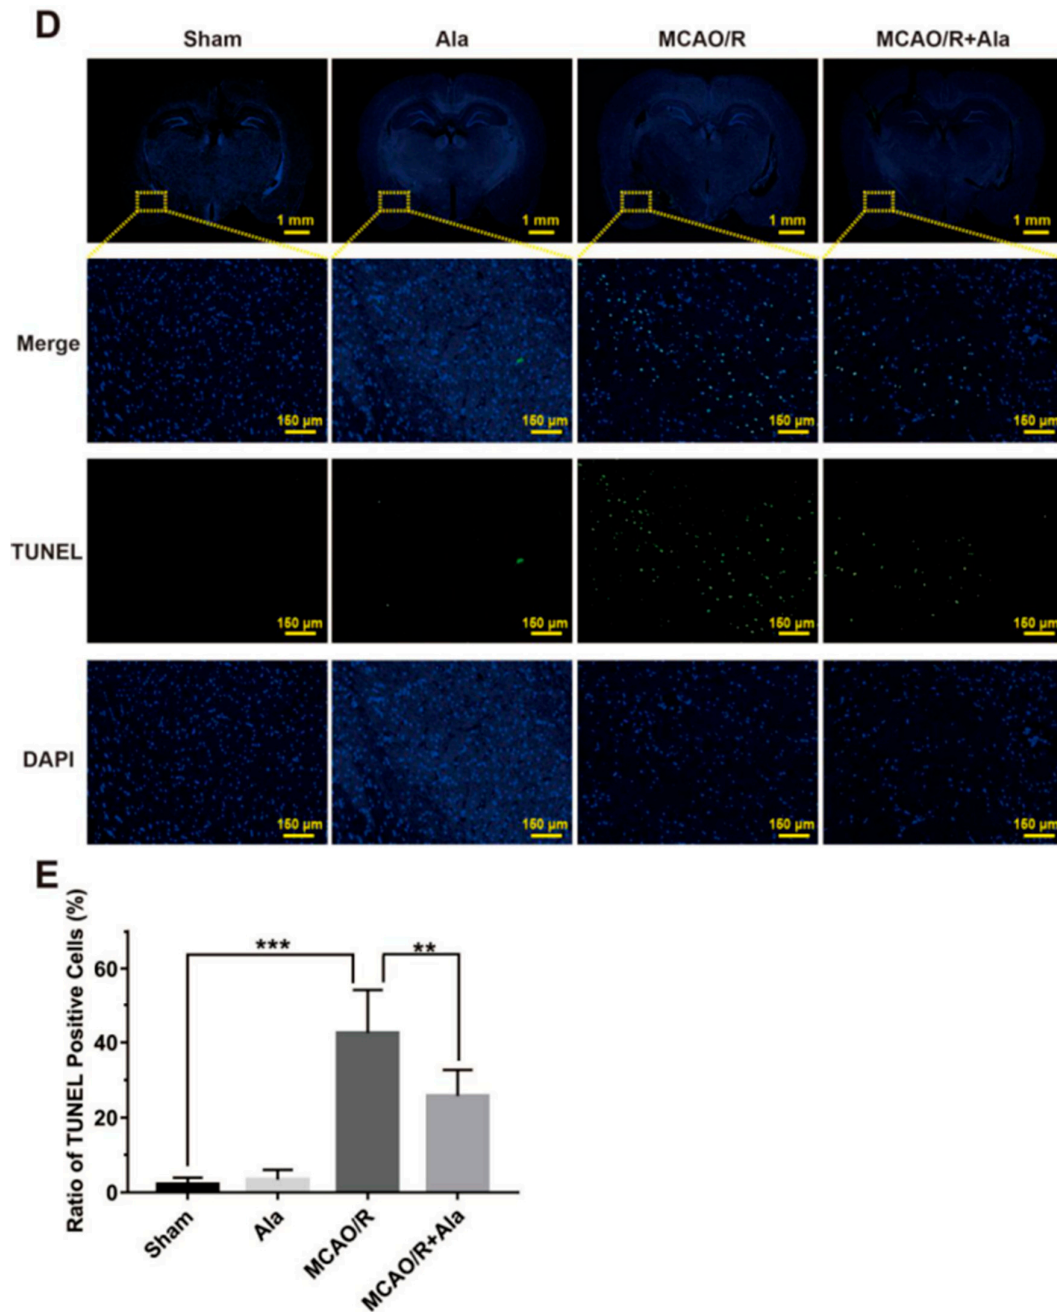 D
Sham Ala MCAO/R MCAO/R+Ala
1 mm 1 mm 1 mm 1 mm
Merge
150 μm 150 μm 150 μm 150 μm
TUNEL
150 μm 150 μm 150 μm 150 μm
DAPI
150 μm 150 μm 150 μm 150 μm
E
Ratio of TUNEL Positive Cells (%)
*** **
60
40
20
0
Sham Ala MCAO/R MCAO/R+Ala